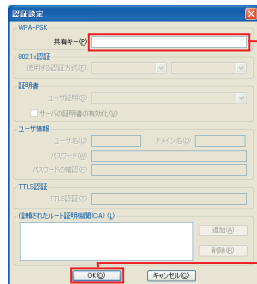 認証設定
WPA-PSK
共有キー(F)
802.1x認証
使用する認証方式(E)
証明書
ユーザ証明(C)
サーバの証明書の有効化(V)
ユーザ情報
ユーザ名(U) ドメイン名(D)
パスワード(W)
パスワードの確認(P)
TTLS認証
TTLS認証(T)
信頼されたルート証明機関(CA) (L)
追加(A)
削除(R)
OK(O) キャンセル(C)